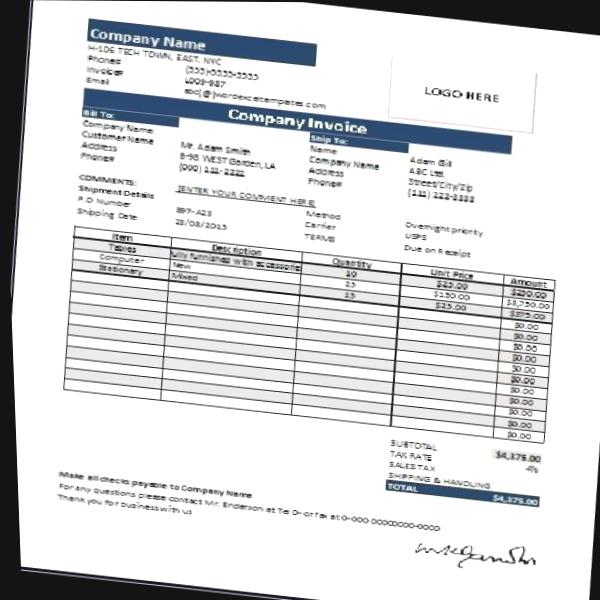 Company Name
H-106 TECH TOWN, EAST, NYC
Phone# (555)-5555-5555
Invoice# L009-987
Email abc[@]wordexceltemplates.com
LOGO HERE
Company Invoice
Bill To: Ship To:
Company Name Name Adam Gill
Customer Name Mr. Adam Smith Company Name ABC Ltd.
Address B-98 WEST Garden, LA Address Street/City/Zip
Phone# (000) 111-2222 Phone# (111) 222-3333
COMMENTS: [ENTER YOUR COMMENT HERE]
Shipment Details Method Overnight priority
P.O Number 897-A23 Carrier USPS
Shipping Date 28/08/2015 TERMS Due on Receipt
Item Description Quantity Unit Price Amount
Tables fully furnished with accessorie 10 $25.00 $250.00
Computer New 25 $150.00 $3,750.00
Stationary Mixed 15 $25.00 $375.00
$0.00
$0.00
$0.00
$0.00
$0.00
$0.00
$0.00
$0.00
$0.00
$0.00
$0.00
SUBTOTAL $4,375.00
TAX RATE 4%
SALES TAX
SHIPPING & HANDLING
TOTAL $4,375.00
Make all checks payable to Company Name
For any questions please contact Mr. Enderson at Tel 0- or fax at 0-000 00000000-0000
Thank you for business with us